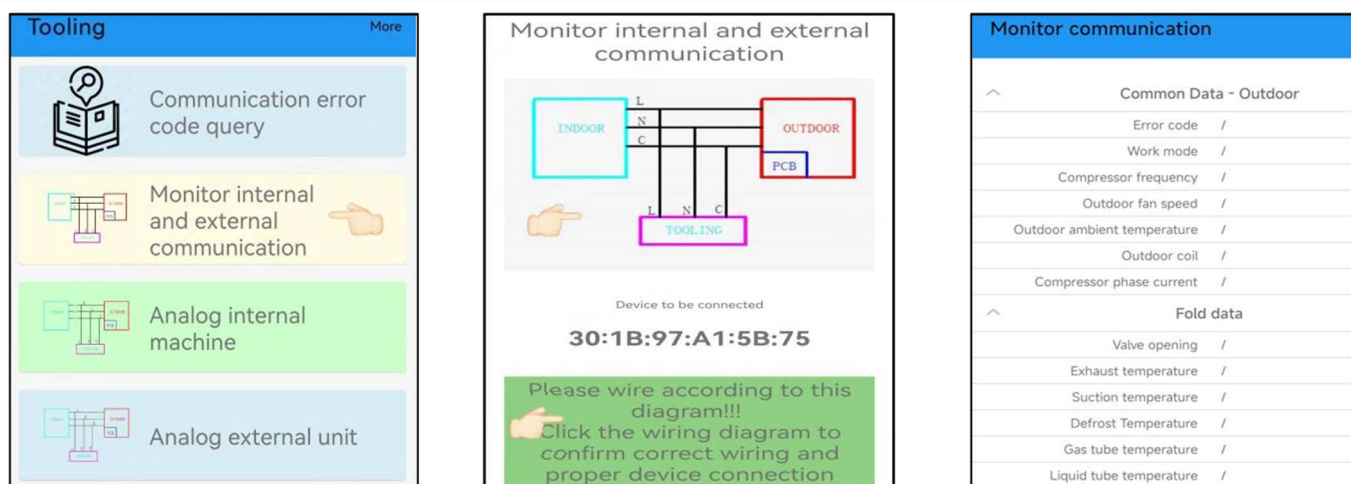 Tooling
More
Communication error
code query
Monitor internal
and external
communication
Analog internal
machine
Analog external unit
Monitor internal and external
communication
L
INDOOR
N
OUTDOOR
C
PCB
L N C
TOOLING
Device to be connected
30:1B:97:A1:5B:75
Please wire according to this
diagram!!!
Click the wiring diagram to
confirm correct wiring and
proper device connection
Monitor communication
Common Data - Outdoor
Error code /
Work mode /
Compressor frequency /
Outdoor fan speed /
Outdoor ambient temperature /
Outdoor coil /
Compressor phase current /
Fold data
Valve opening /
Exhaust temperature /
Suction temperature /
Defrost Temperature /
Gas tube temperature /
Liquid tube temperature /